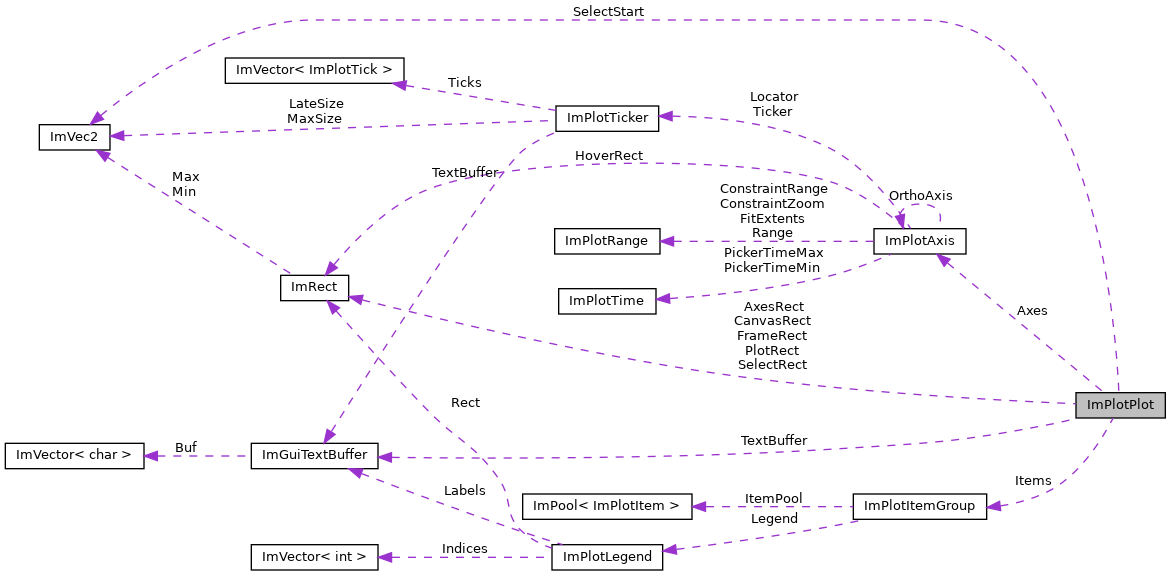 SelectStart
ImVector< ImPlotTick >
Ticks
LateSize
MaxSize
Locator
Ticker
ImPlotTicker
ImVec2
HoverRect
TextBuffer
Max
Min
ConstraintRange
ConstraintZoom
FitExtents
Range
OrthoAxis
ImPlotRange
ImPlotAxis
PickerTimeMax
PickerTimeMin
ImRect
ImPlotTime
AxesRect
CanvasRect
FrameRect
PlotRect
SelectRect
Axes
Rect
ImPlotPlot
TextBuffer
ImVector< char >
Buf
ImGuiTextBuffer
Items
Labels
ImPool< ImPlotItem >
ItemPool
ImPlotItemGroup
Legend
ImVector< int >
Indices
ImPlotLegend